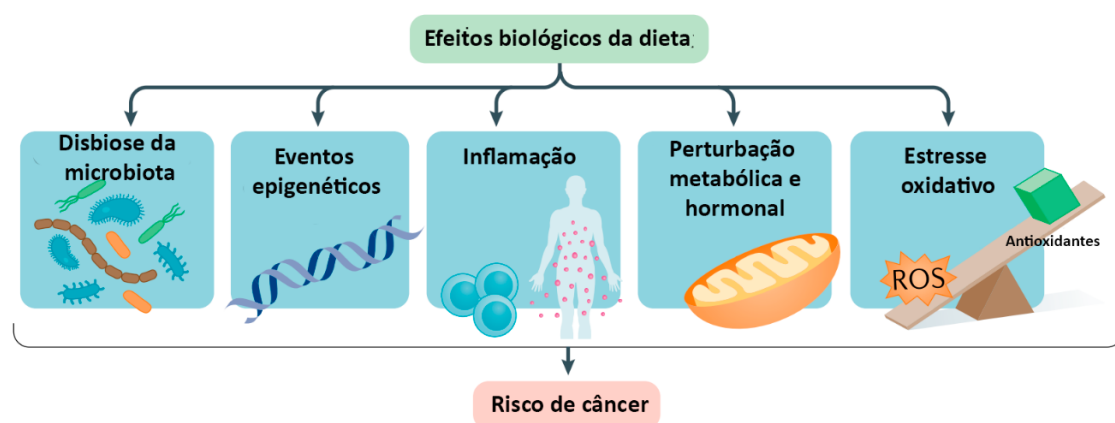 Efeitos biológicos da dieta;
Disbiose da
microbiota
Eventos
epigenéticos
Inflamação
Perturbação
metabólica e
hormonal
Estresse
oxidativo
Antioxidantes
ROS
Risco de câncer